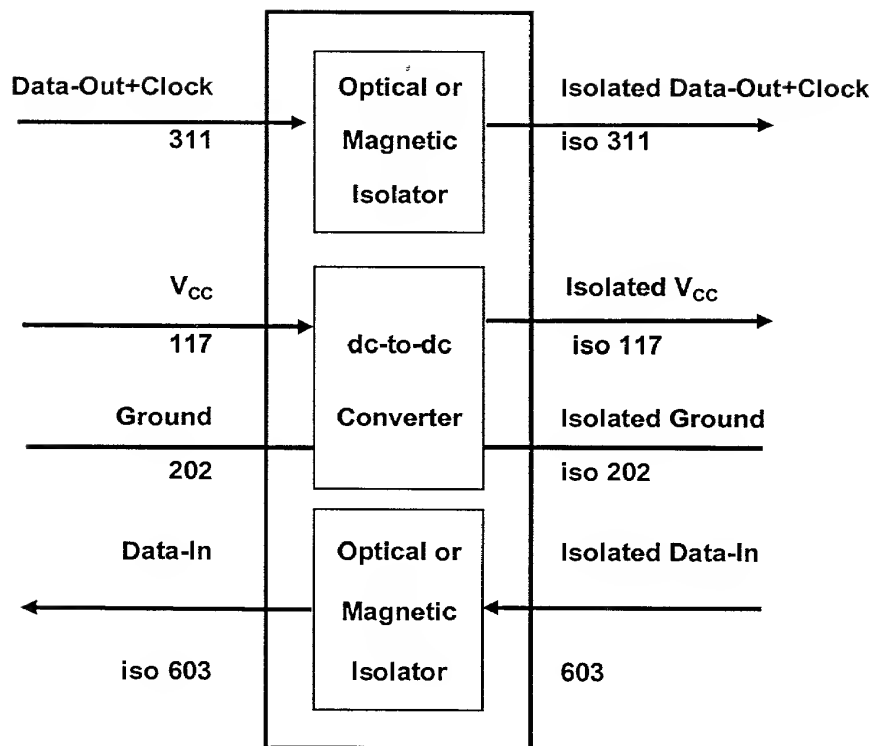 Data-Out+Clock
311
Optical or
Magnetic
Isolator
Isolated Data-Out+Clock
iso 311
VCC
117
Ground
202
dc-to-dc
Converter
Isolated VCC
iso 117
Isolated Ground
iso 202
Data-In
iso 603
Optical or
Magnetic
Isolator
Isolated Data-In
603